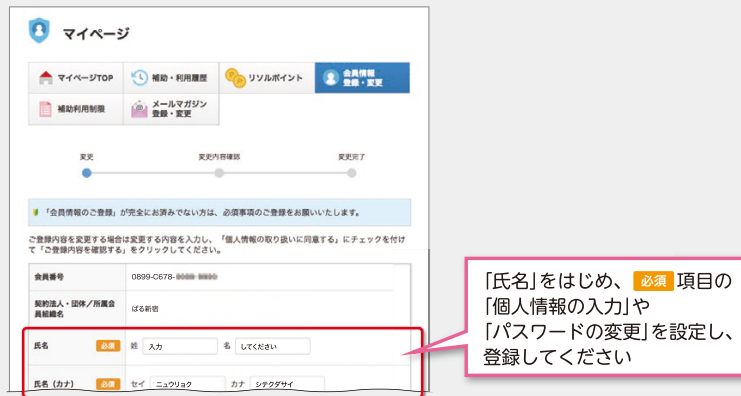 マイページ
マイページTOP
補助・利用履歴
リソルポイント
会員情報
登録・変更
補助利用制限
メールマガジン
登録・変更
変更
変更内容確認
変更完了
「会員情報のご登録」が完全にお済みでない方は、必須事項のご登録をお願いいたします。
ご登録内容を変更する場合は変更する内容を入力し、「個人情報の取り扱いに同意する」にチェックを付け
て「ご登録内容を確認する」をクリックしてください。
会員番号 0899-C678-
契約法人・団体／所属会
員組織名
ぱる新宿
氏名 必須 姓 入力 名 してください
氏名（カナ） 必須 セイ ニュウリョク カナ シテクダサイ
「氏名」をはじめ、必須項目の
「個人情報の入力」や
「パスワードの変更」を設定し、
登録してください